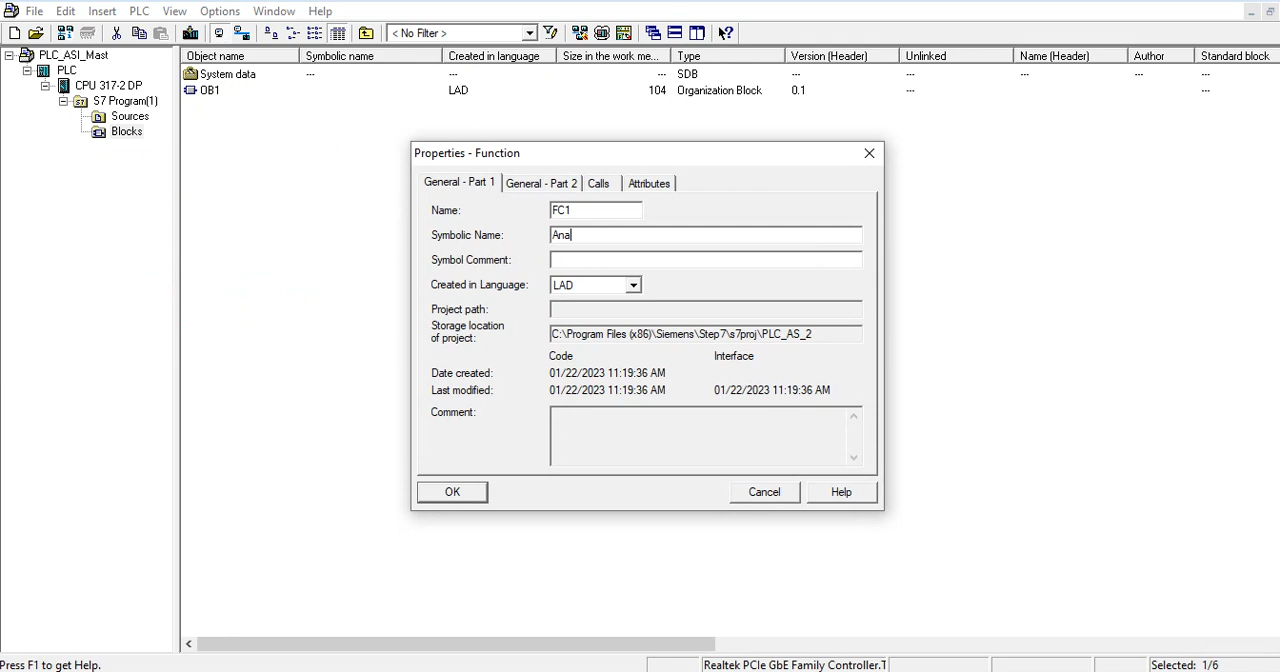 File Edit Insert PLC View Options Window Help
< No Filter >
PLC_ASI_Mast
PLC
CPU 317-2 DP
S7 Program(1)
Sources
Blocks
Object name Symbolic name Created in language Size in the work me... Type Version (Header) Unlinked Name (Header) Author Standard block
System data --- --- --- SDB --- --- --- --- ---
OB1 LAD 104 Organization Block 0.1 --- ---
Properties - Function
General - Part 1 General - Part 2 Calls Attributes
Name: FC1
Symbolic Name: Ana
Symbol Comment:
Created in Language: LAD
Project path:
Storage location
of project: C:\Program Files (x86)\Siemens\Step7\s7proj\PLC_AS_2
Code Interface
Date created: 01/22/2023 11:19:36 AM
Last modified: 01/22/2023 11:19:36 AM 01/22/2023 11:19:36 AM
Comment:
OK Cancel Help
Press F1 to get Help. Realtek PCIe GbE Family Controller.T Selected: 1/6